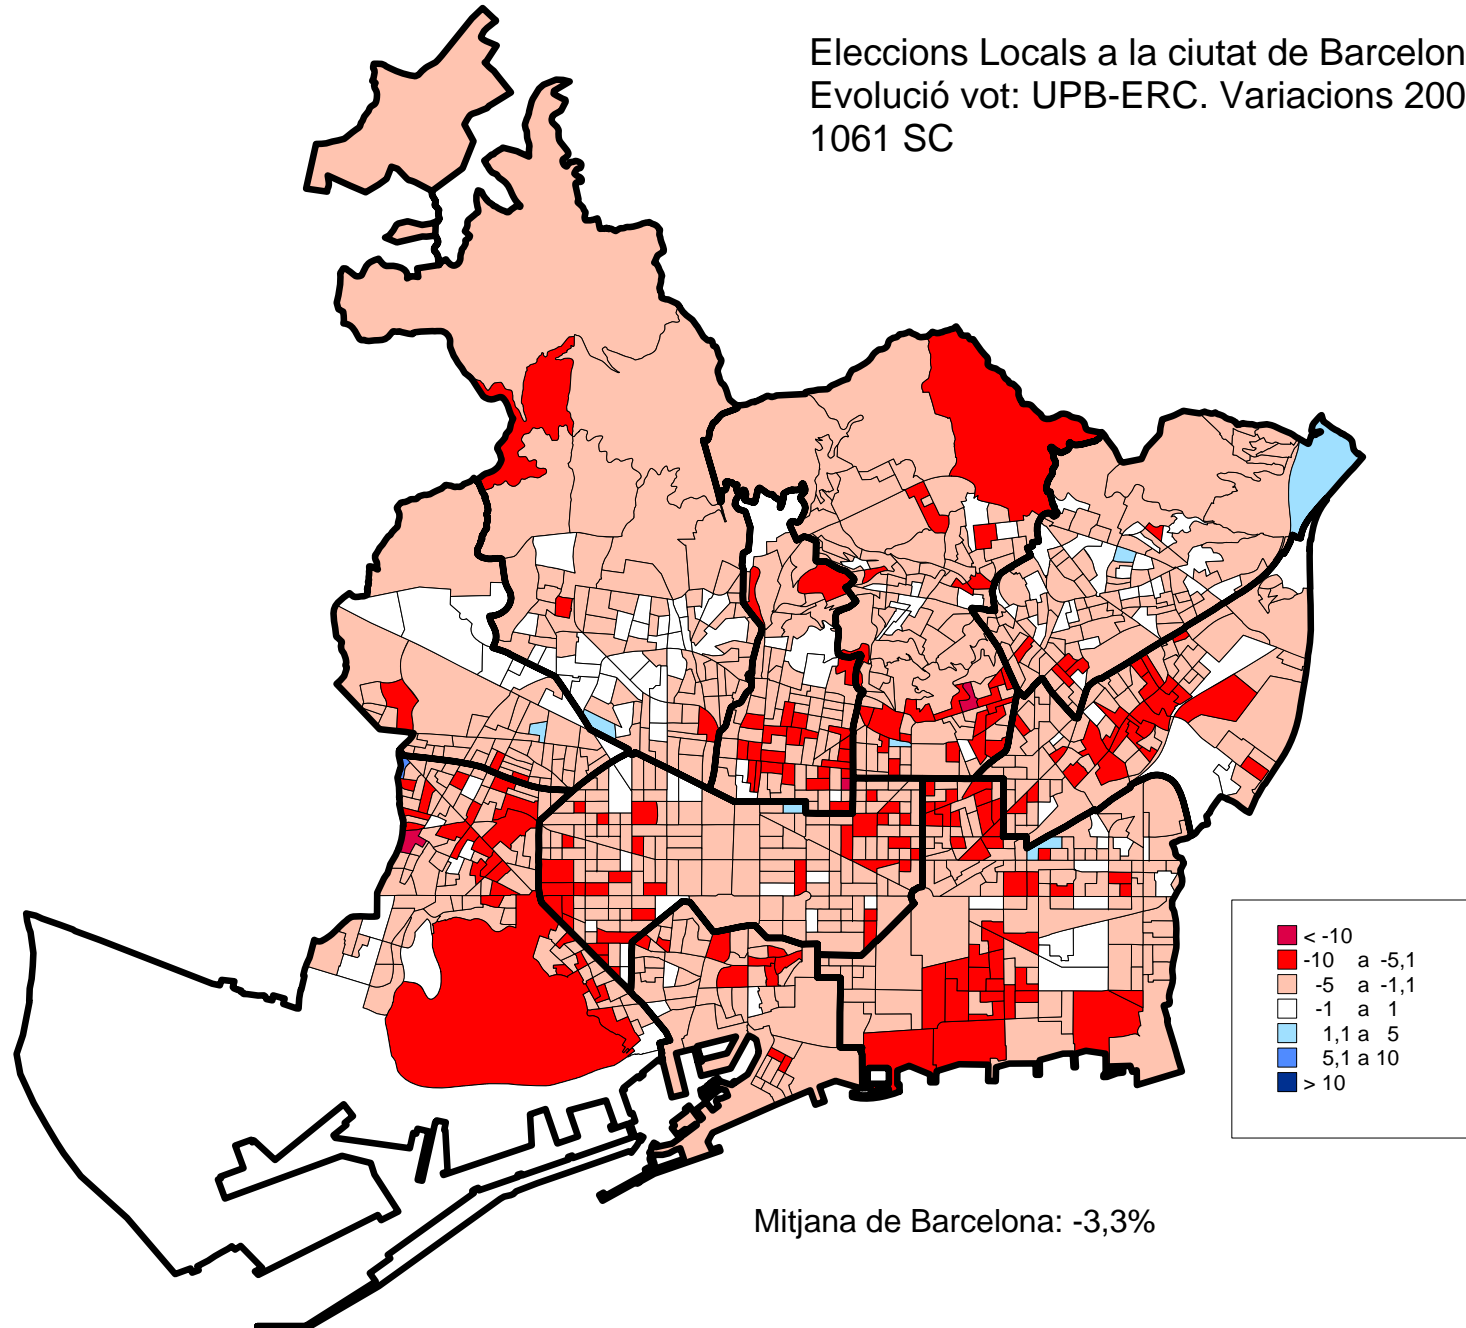 Eleccions Locals a la ciutat de Barcelon
Evolució vot: UPB-ERC. Variacions 200
1061 SC
< -10
-10 a -5,1
-5 a -1,1
-1 a 1
1,1 a 5
5,1 a 10
> 10
Mitjana de Barcelona: -3,3%